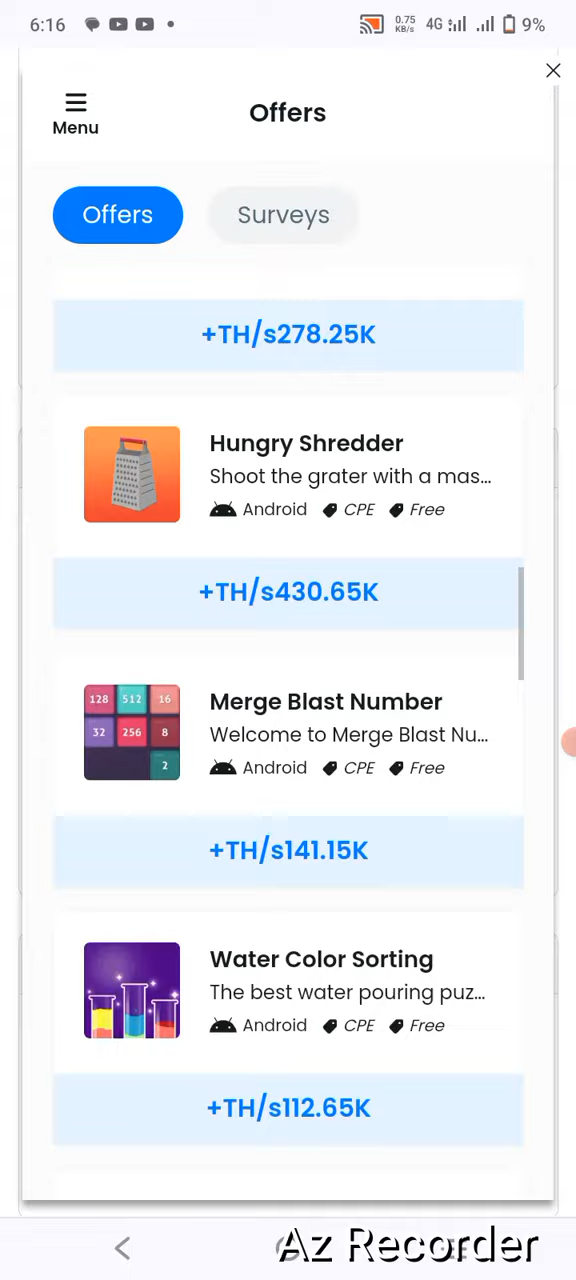 6:16 0.75 KB/s 4G 9%
Menu
Offers
Offers Surveys
+TH/s278.25K
Hungry Shredder
Shoot the grater with a mas...
Android CPE Free
+TH/s430.65K
128 512 16
32 256 8
2
Merge Blast Number
Welcome to Merge Blast Nu...
Android CPE Free
+TH/s141.15K
Water Color Sorting
The best water pouring puz...
Android CPE Free
+TH/s112.65K
Az Recorder